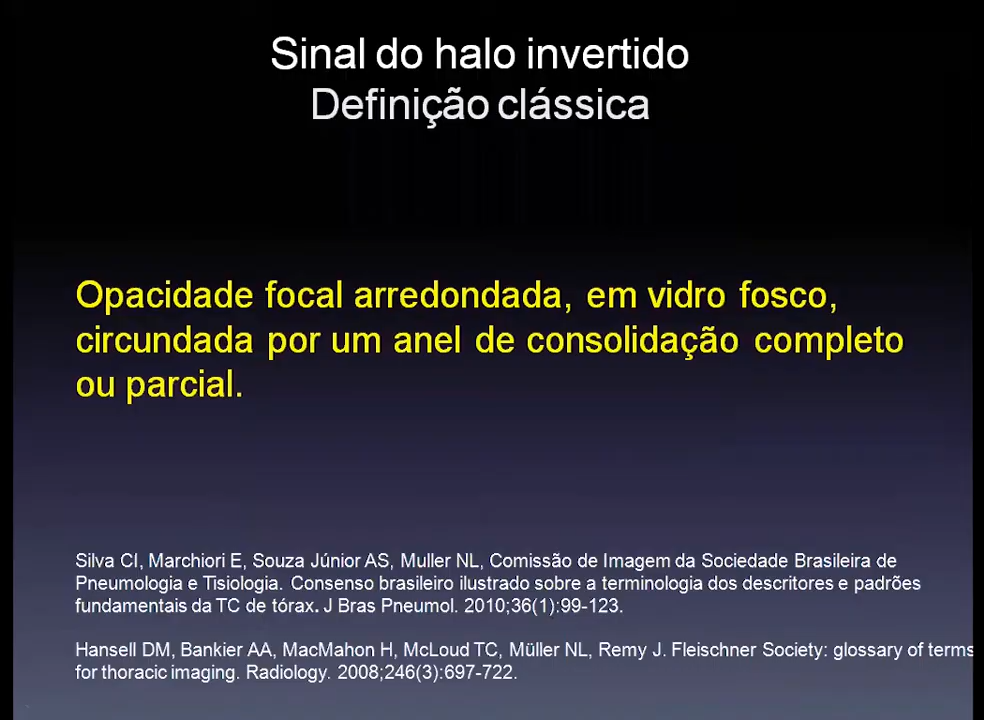 Sinal do halo invertido
Definição clássica
Opacidade focal arredondada, em vidro fosco,
circundada por um anel de consolidação completo
ou parcial.
Silva CI, Marchiori E, Souza Júnior AS, Muller NL, Comissão de Imagem da Sociedade Brasileira de
Pneumologia e Tisiologia. Consenso brasileiro ilustrado sobre a terminologia dos descritores e padrões
fundamentais da TC de tórax. J Bras Pneumol. 2010;36(1):99-123.
Hansell DM, Bankier AA, MacMahon H, McLoud TC, Müller NL, Remy J. Fleischner Society: glossary of terms
for thoracic imaging. Radiology. 2008;246(3):697-722.